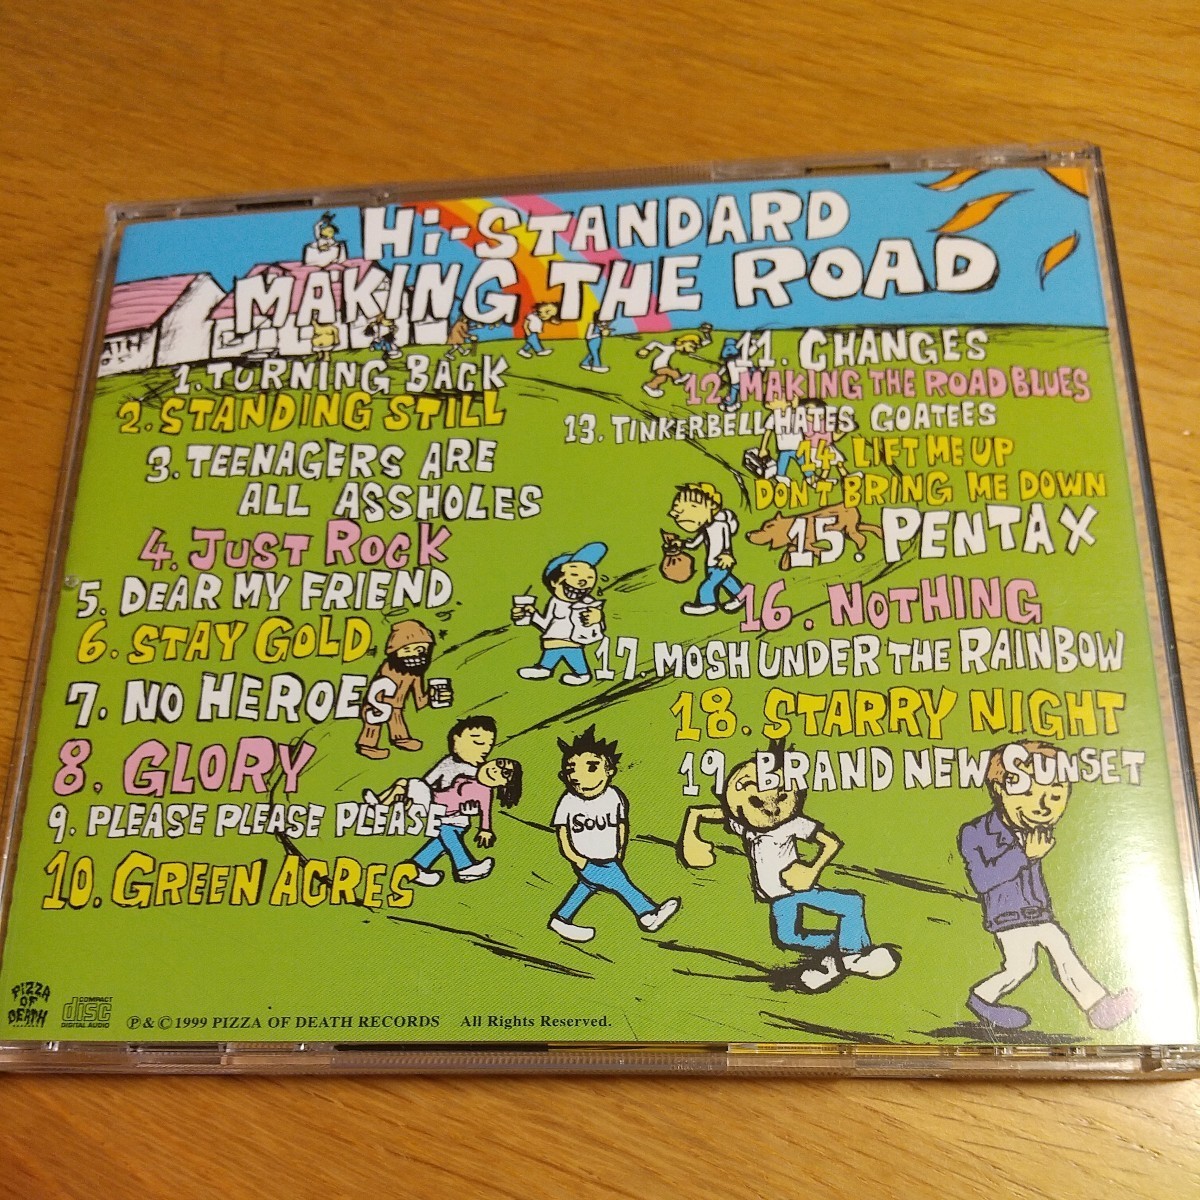 Hi-STANDARD
MAKING THE ROAD
1. TURNING BACK
2. STANDING STILL
3. TEENAGERS ARE
ALL ASSHOLES
4. JUST ROCK
5. DEAR MY FRIEND
6. STAY GOLD
7. NO HEROES
8. GLORY
9. PLEASE PLEASE PLEASE
10. GREEN ACRES
11. CHANGES
12. MAKING THE ROAD BLUES
13. TINKERBELL HATES GOATEES
14. LIFT ME UP
DON'T BRING ME DOWN
15. PENTAX
16. NOTHING
17. MOSH UNDER THE RAINBOW
18. STARRY NIGHT
19. BRAND NEW SUNSET
SOUL
PIZZA
OF
DEATH
COMPACT
disc
DIGITAL AUDIO
℗ & © 1999 PIZZA OF DEATH RECORDS All Rights Reserved.